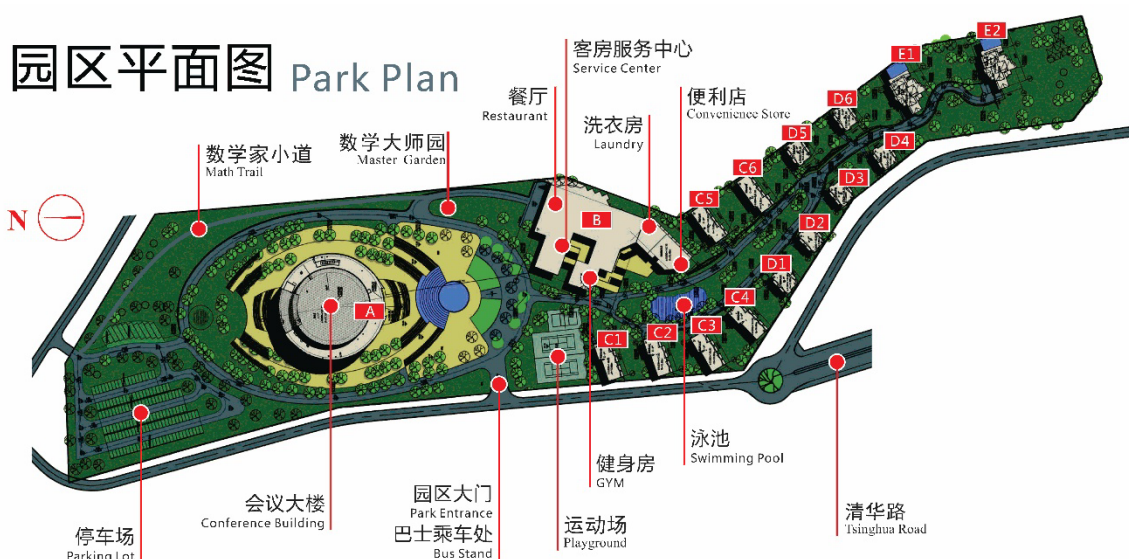 园区平面图 Park Plan
客房服务中心
Service Center
餐厅
Restaurant
便利店
Convenience Store
洗衣房
Laundry
数学大师园
Master Garden
数学家小道
Math Trail
N
E2
E1
D6
D5
D4
C6
D3
C5
B
D2
D1
A
C4
C1
C2
C3
泳池
Swimming Pool
健身房
GYM
会议大楼
Conference Building
园区大门
Park Entrance
巴士乘车处
Bus Stand
运动场
Playground
清华路
Tsinghua Road
停车场
Parking Lot